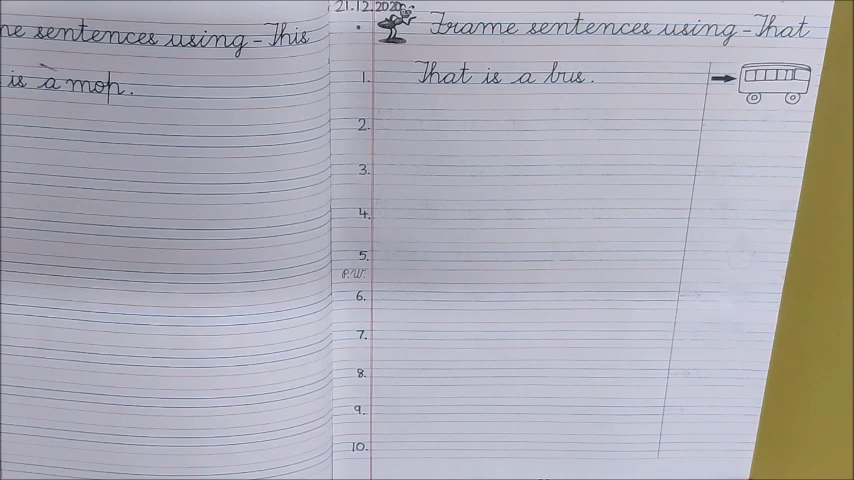 ne sentences using - This
is a mop.
21.12.2020
Frame sentences using - That
1. That is a bus.
2.
3.
4.
5.
P.W.
6.
7.
8.
9.
10.